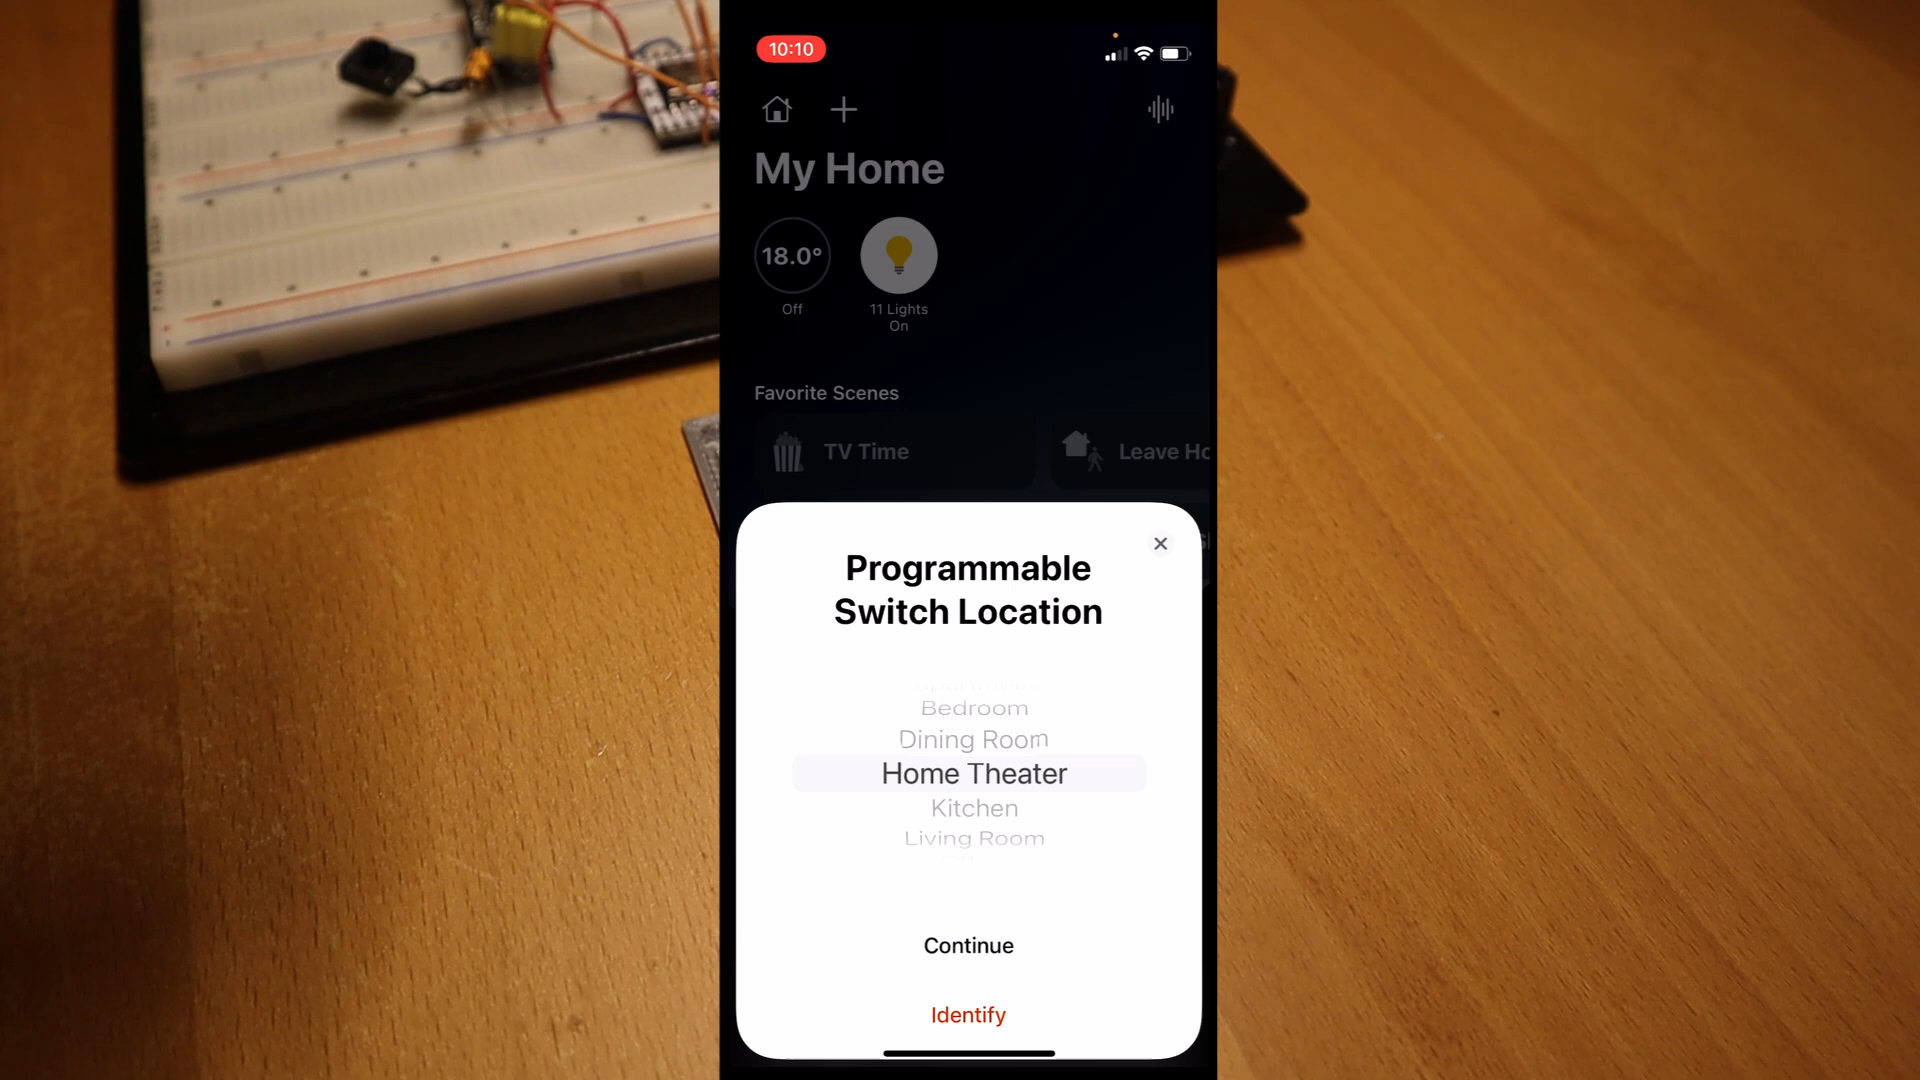 10:10
My Home
18.0°
Off
11 Lights
On
Favorite Scenes
TV Time
Leave Ho
Programmable
Switch Location
Bedroom
Dining Room
Home Theater
Kitchen
Living Room
Continue
Identify